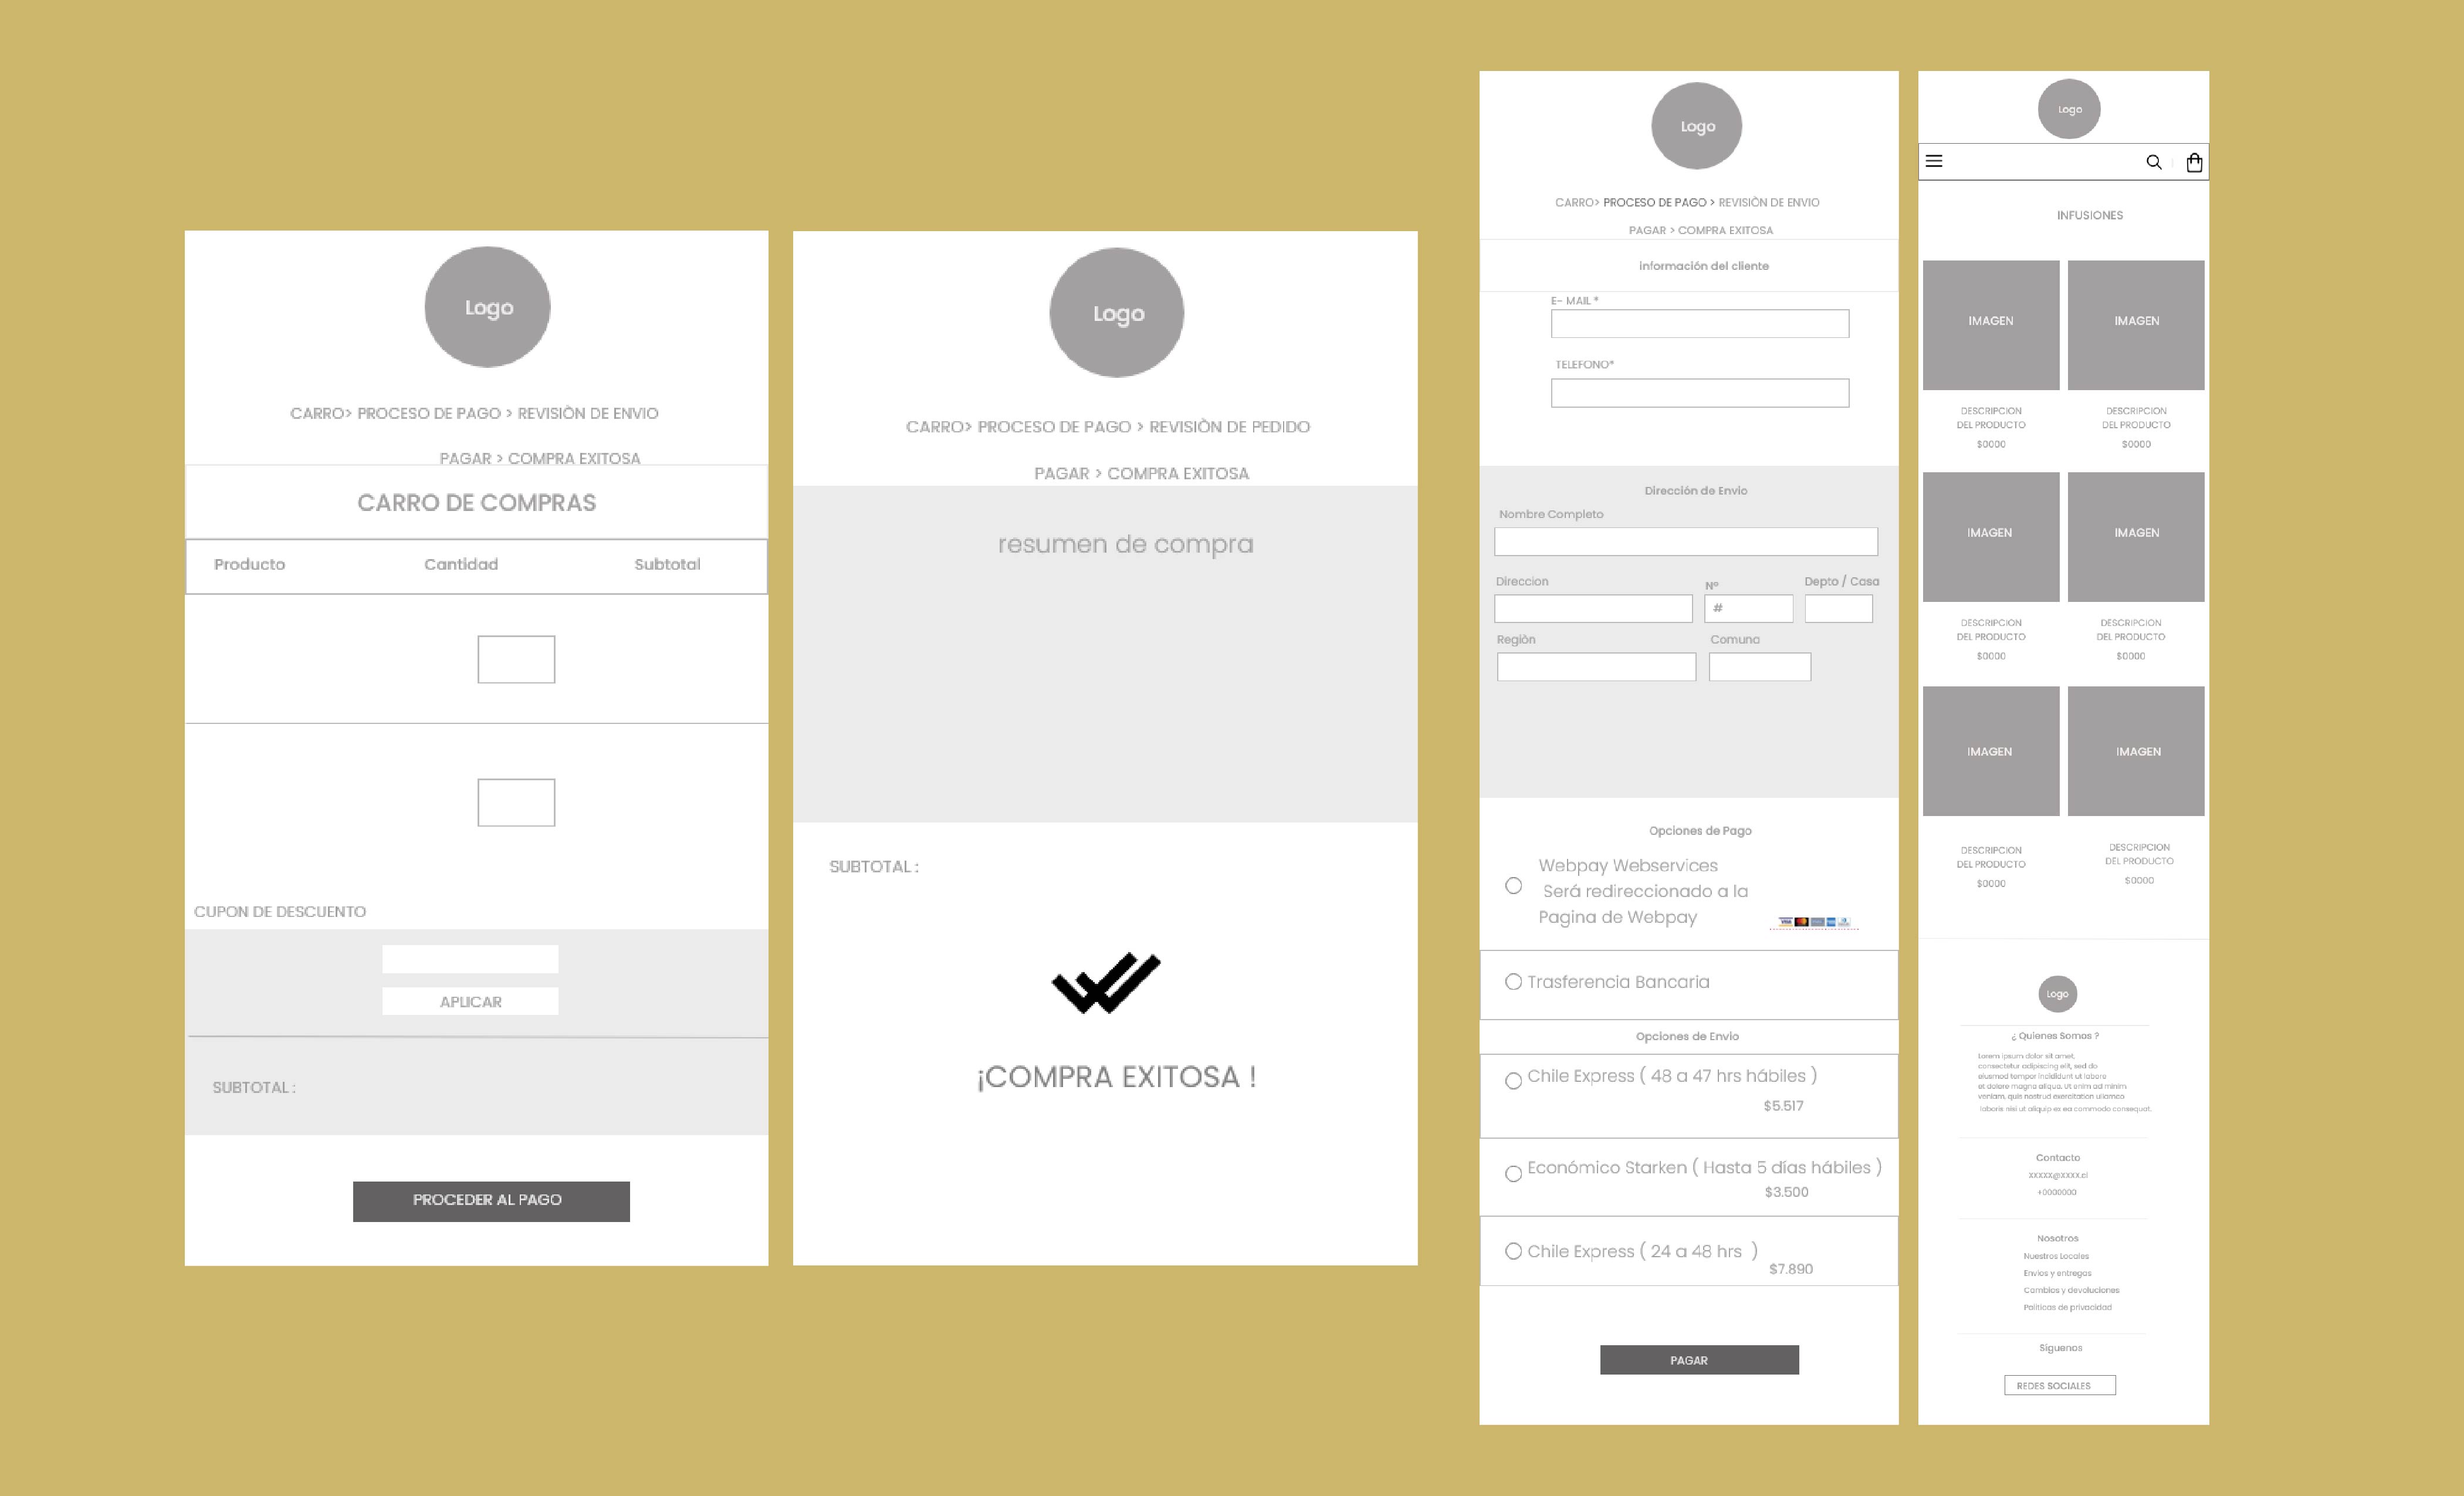 Logo
CARRO> PROCESO DE PAGO > REVISIÒN DE ENVIO
PAGAR > COMPRA EXITOSA
CARRO DE COMPRAS
Producto Cantidad Subtotal
CUPON DE DESCUENTO
APLICAR
SUBTOTAL :
PROCEDER AL PAGO
Logo
CARRO> PROCESO DE PAGO > REVISIÒN DE PEDIDO
PAGAR > COMPRA EXITOSA
resumen de compra
SUBTOTAL :
¡COMPRA EXITOSA !
Logo
CARRO> PROCESO DE PAGO > REVISIÒN DE ENVIO
PAGAR > COMPRA EXITOSA
información del cliente
E- MAIL *
TELEFONO*
Dirección de Envio
Nombre Completo
Direccion Nº Depto / Casa
#
Regiòn Comuna
Opciones de Pago
Webpay Webservices
Será redireccionado a la
Pagina de Webpay
VISA
Trasferencia Bancaria
Opciones de Envio
Chile Express ( 48 a 47 hrs hábiles )
$5.517
Económico Starken ( Hasta 5 días hábiles )
$3.500
Chile Express ( 24 a 48 hrs )
$7.890
PAGAR
Logo
INFUSIONES
IMAGEN IMAGEN
DESCRIPCION DESCRIPCION
DEL PRODUCTO DEL PRODUCTO
$0000 $0000
IMAGEN IMAGEN
DESCRIPCION DESCRIPCION
DEL PRODUCTO DEL PRODUCTO
$0000 $0000
IMAGEN IMAGEN
DESCRIPCION DESCRIPCION
DEL PRODUCTO DEL PRODUCTO
$0000 $0000
Logo
¿ Quienes Somos ?
Lorem ipsum dolor sit amet,
consectetur adipiscing elit, sed do
eiusmod tempor incididunt ut labore
et dolore magna aliqua. Ut enim ad minim
veniam, quis nostrud exercitation ullamco
laboris nisi ut aliquip ex ea commodo consequat.
Contacto
xxxxx@xxxx.cl
+0000000
Nosotros
Nuestros Locales
Envios y entregas
Cambios y devoluciones
Políticas de privacidad
Siguenos
REDES SOCIALES